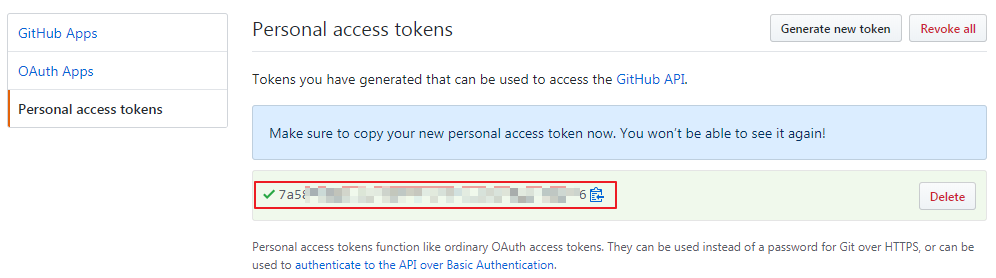 GitHub Apps
OAuth Apps
Personal access tokens
Personal access tokens
Generate new token
Revoke all
Tokens you have generated that can be used to access the GitHub API.
Make sure to copy your new personal access token now. You won't be able to see it again!
Delete
Personal access tokens function like ordinary OAuth access tokens. They can be used instead of a password for Git over HTTPS, or can be
used to authenticate to the API over Basic Authentication.